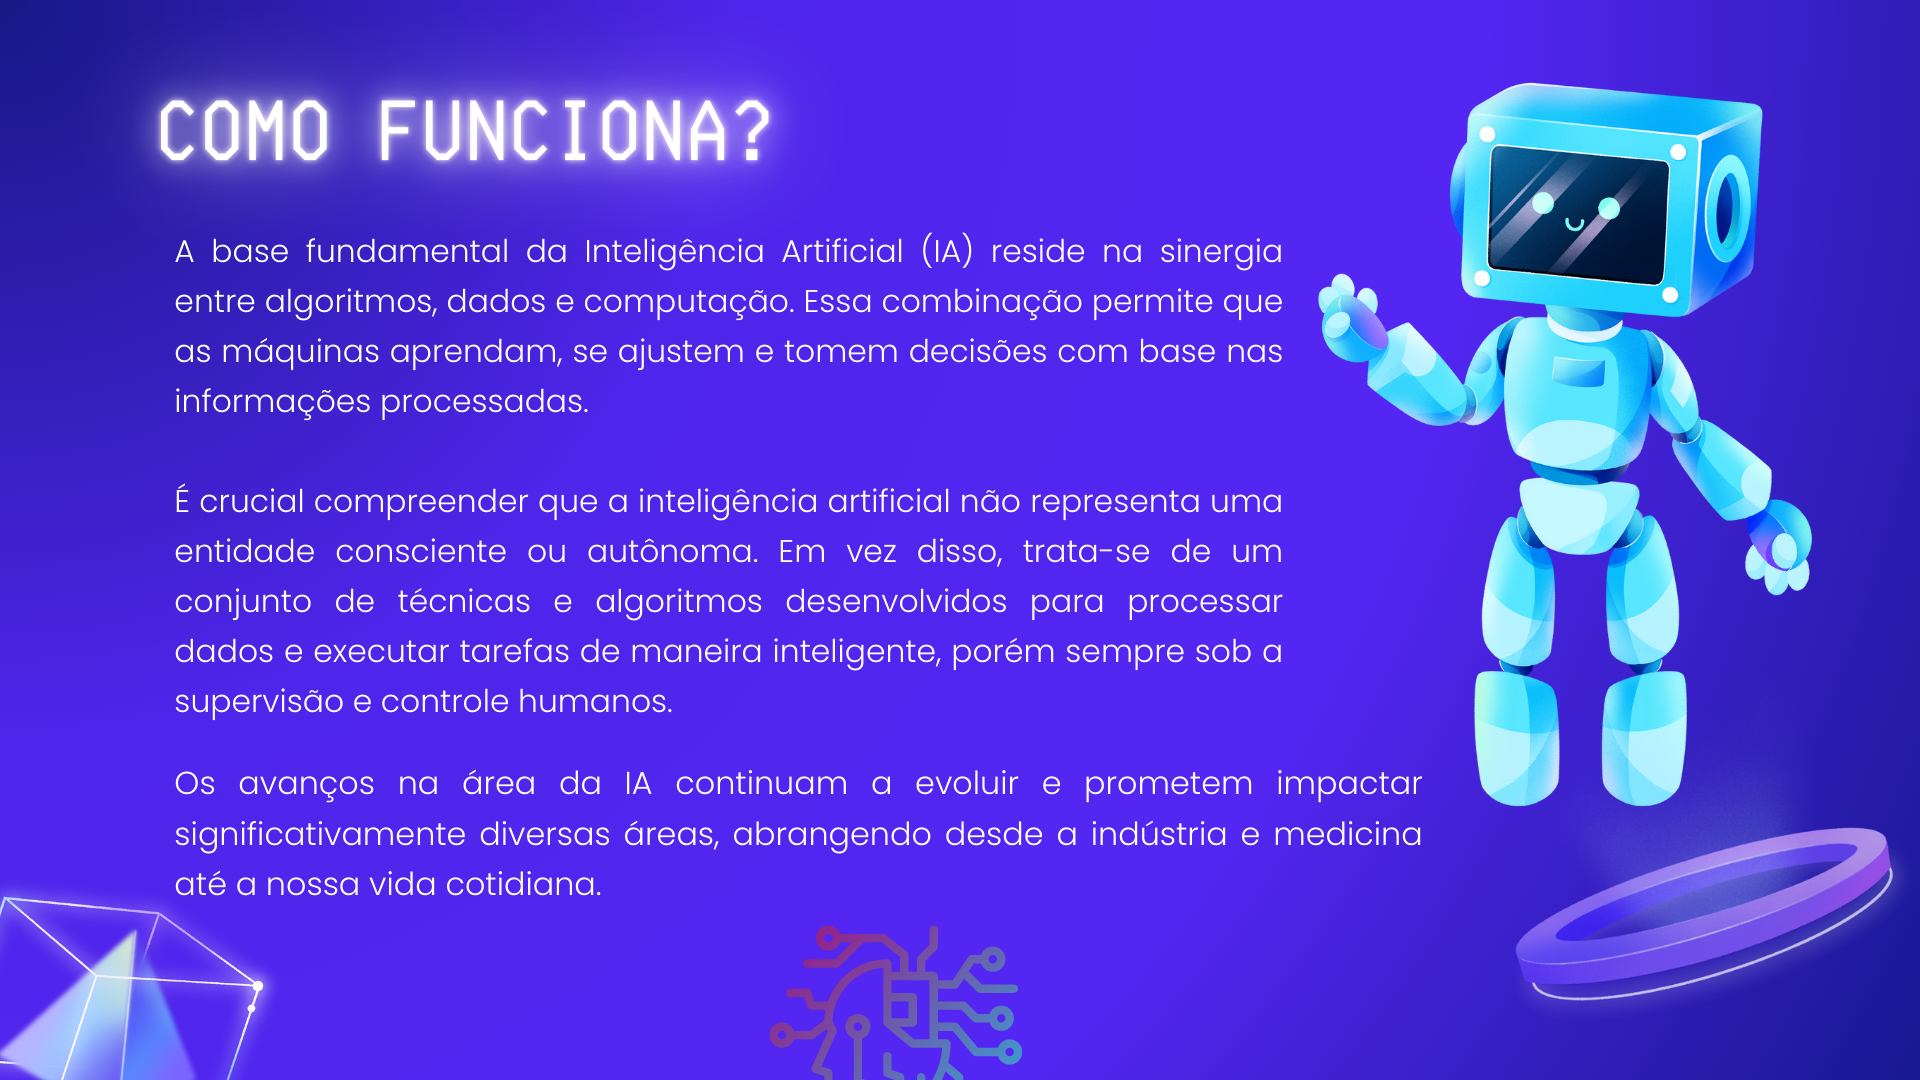 COMO FUNCIONA?
A base fundamental da Inteligência Artificial (IA) reside na sinergia
entre algoritmos, dados e computação. Essa combinação permite que
as máquinas aprendam, se ajustem e tomem decisões com base nas
informações processadas.
É crucial compreender que a inteligência artificial não representa uma
entidade consciente ou autônoma. Em vez disso, trata-se de um
conjunto de técnicas e algoritmos desenvolvidos para processar
dados e executar tarefas de maneira inteligente, porém sempre sob a
supervisão e controle humanos.
Os avanços na área da IA continuam a evoluir e prometem impactar
significativamente diversas áreas, abrangendo desde a indústria e medicina
até a nossa vida cotidiana.